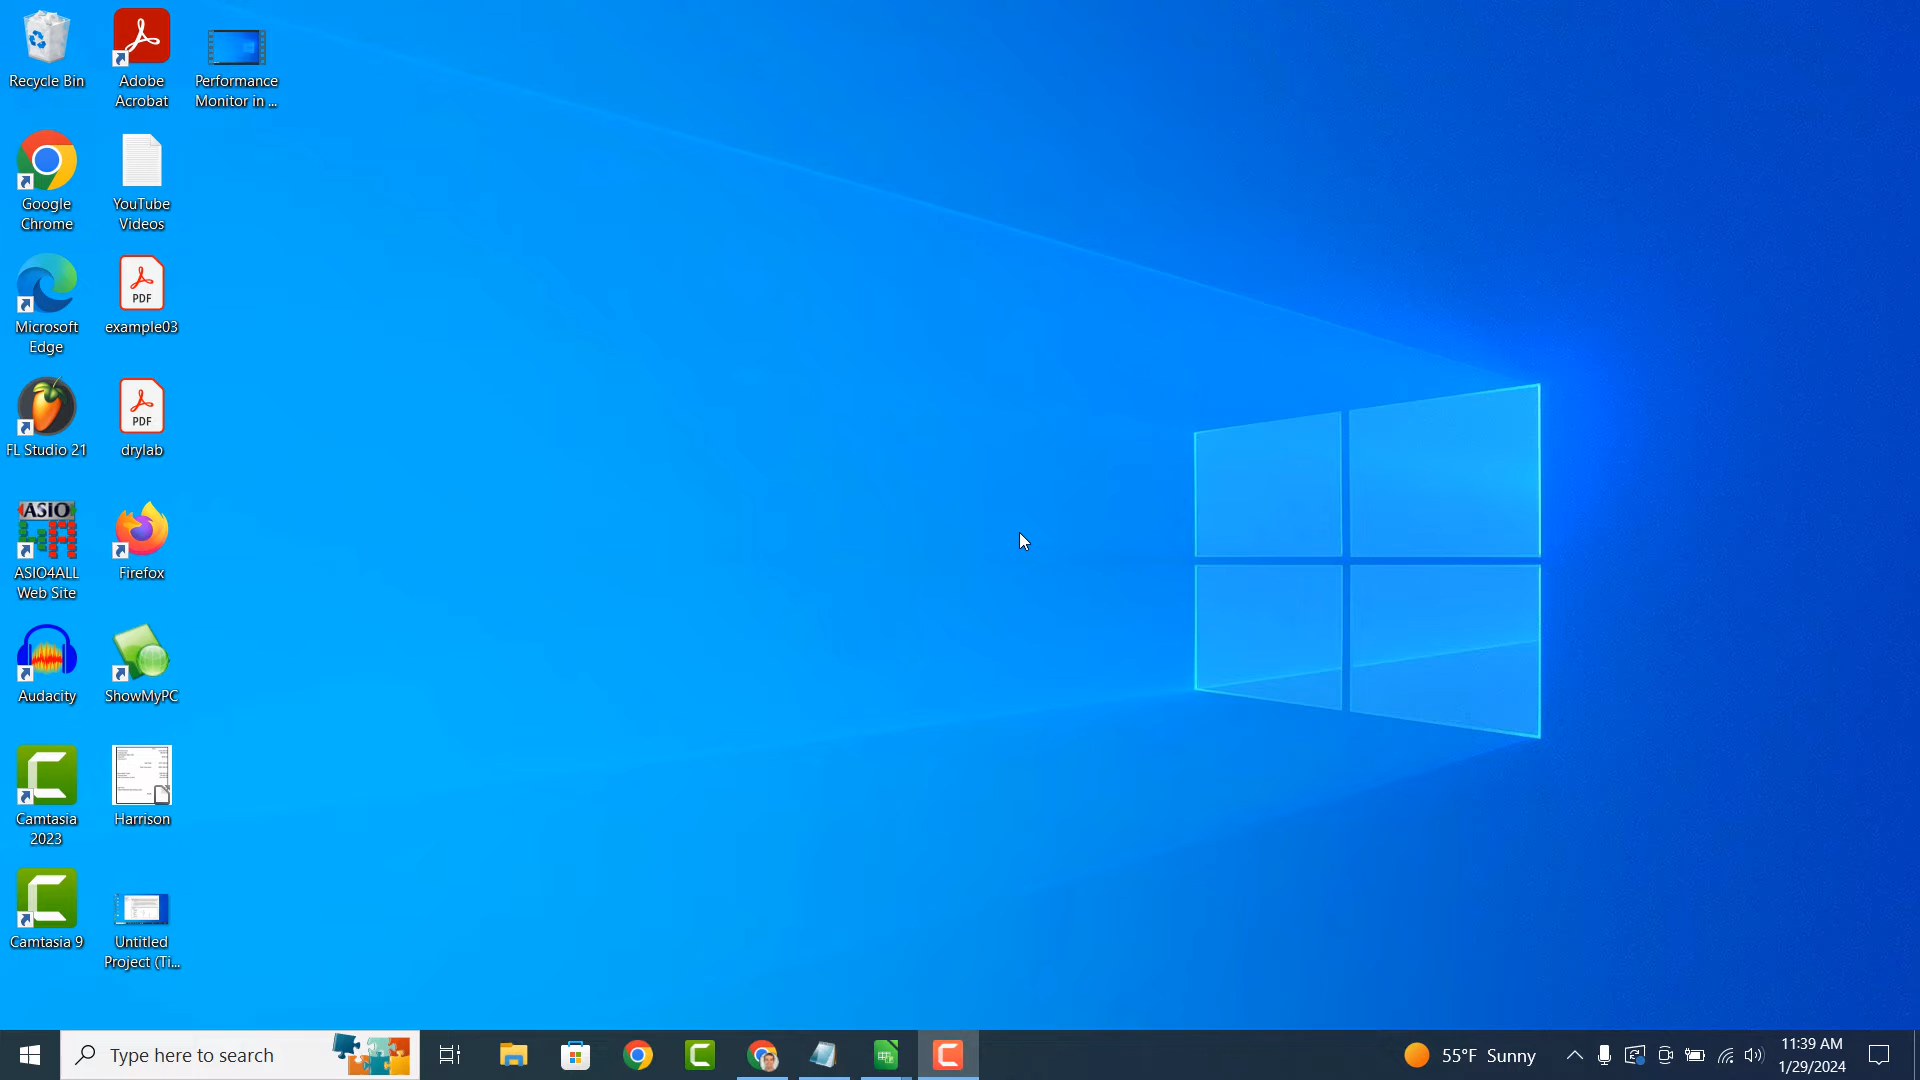 Recycle Bin
Adobe
Acrobat
Performance
Monitor in ...
Google
Chrome
YouTube
Videos
Microsoft
Edge
PDF
example03
FL Studio 21
PDF
drylab
ASIO
ASIO4ALL
Web Site
Firefox
Audacity
ShowMyPC
Camtasia
2023
Harrison
Camtasia 9
Untitled
Project (Ti...
Type here to search
55°F Sunny
11:39 AM
1/29/2024